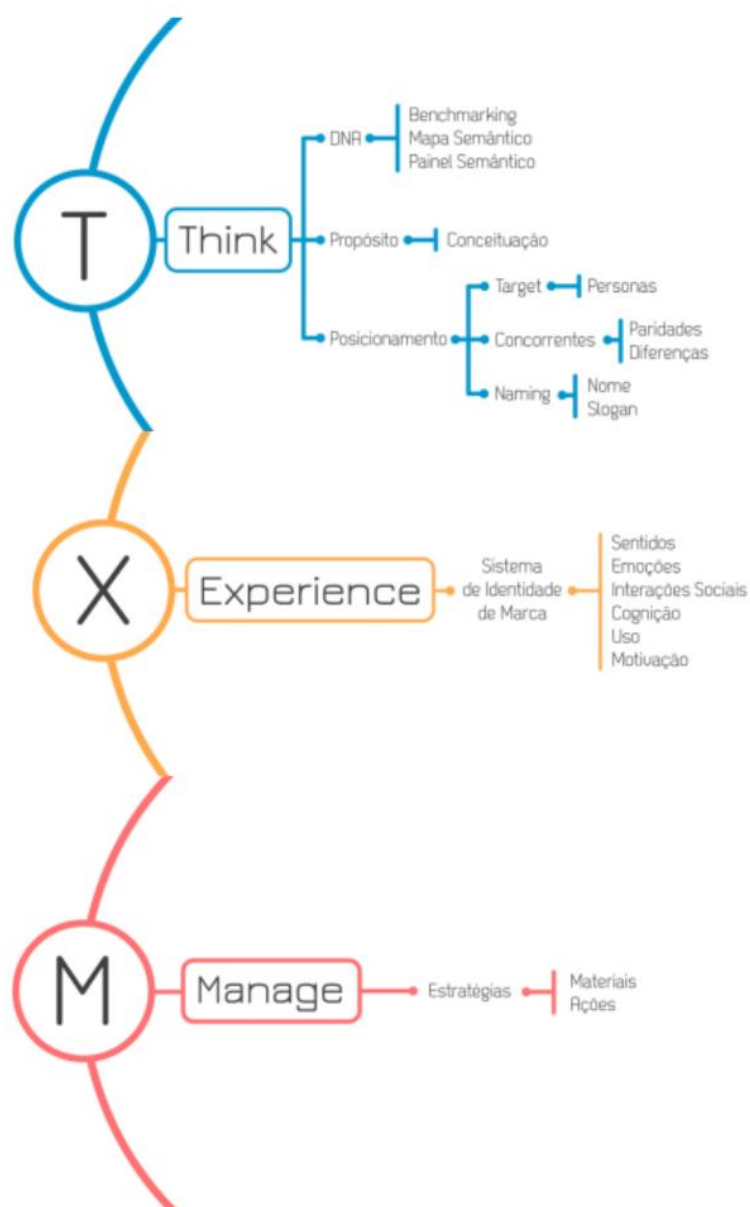 T
Think
DNA
Benchmarking
Mapa Semântico
Painel Semântico
Propósito
Conceituação
Posicionamento
Target
Personas
Concorrentes
Paridades
Diferenças
Naming
Nome
Slogan
X
Experience
Sistema
de Identidade
de Marca
Sentidos
Emoções
Interações Sociais
Cognição
Uso
Motivação
M
Manage
Estratégias
Materiais
Ações